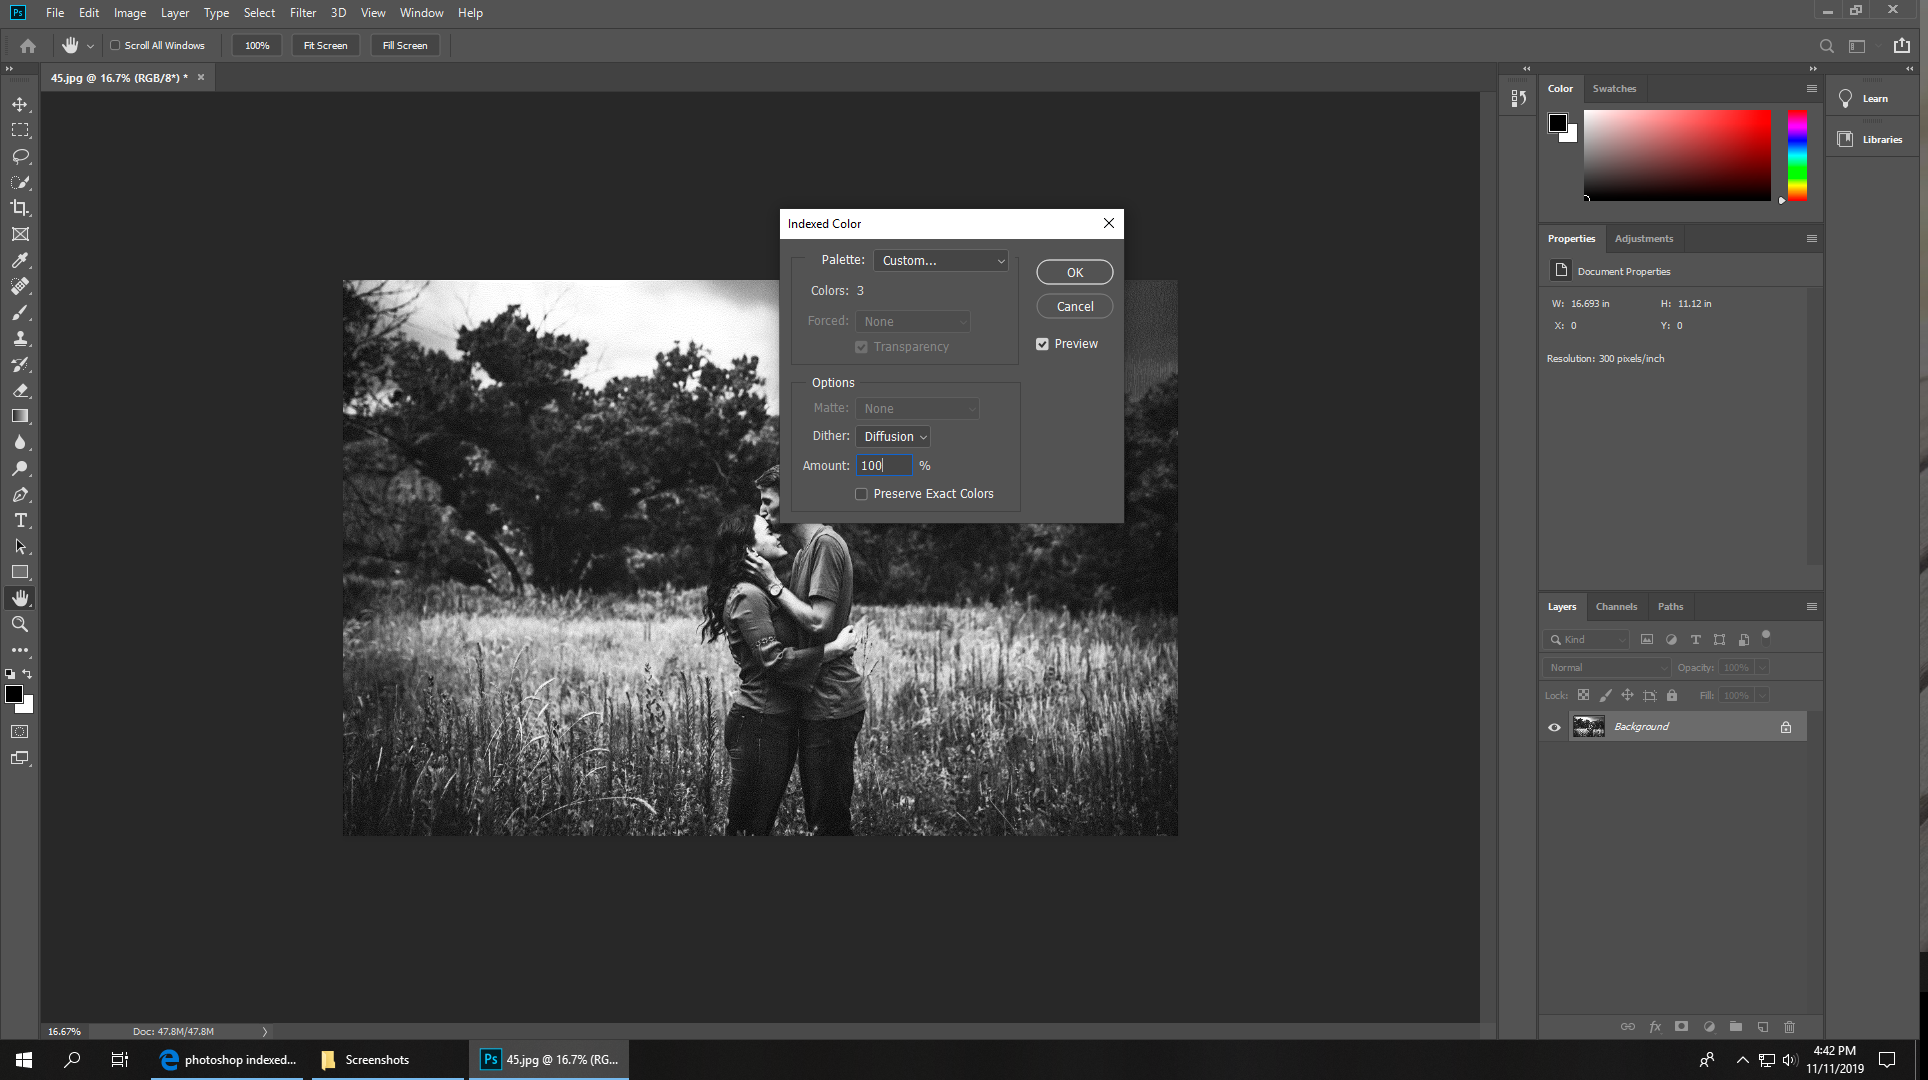 Ps File Edit Image Layer Type Select Filter 3D View Window Help
Scroll All Windows 100% Fit Screen Fill Screen
45.jpg @ 16.7% (RGB/8*) *
Color Swatches
Learn
Libraries
Indexed Color
Palette: Custom...
OK
Colors: 3
Cancel
Forced: None
Transparency
Preview
Options
Matte: None
Dither: Diffusion
Amount: 100 %
Preserve Exact Colors
Properties Adjustments
Document Properties
W: 16.693 in H: 11.12 in
X: 0 Y: 0
Resolution: 300 pixels/inch
Layers Channels Paths
Kind
Normal Opacity: 100%
Lock: Fill: 100%
Background
16.67% Doc: 47.8M/47.8M
photoshop indexed... Screenshots Ps 45.jpg @ 16.7% (RG...
4:42 PM
11/11/2019